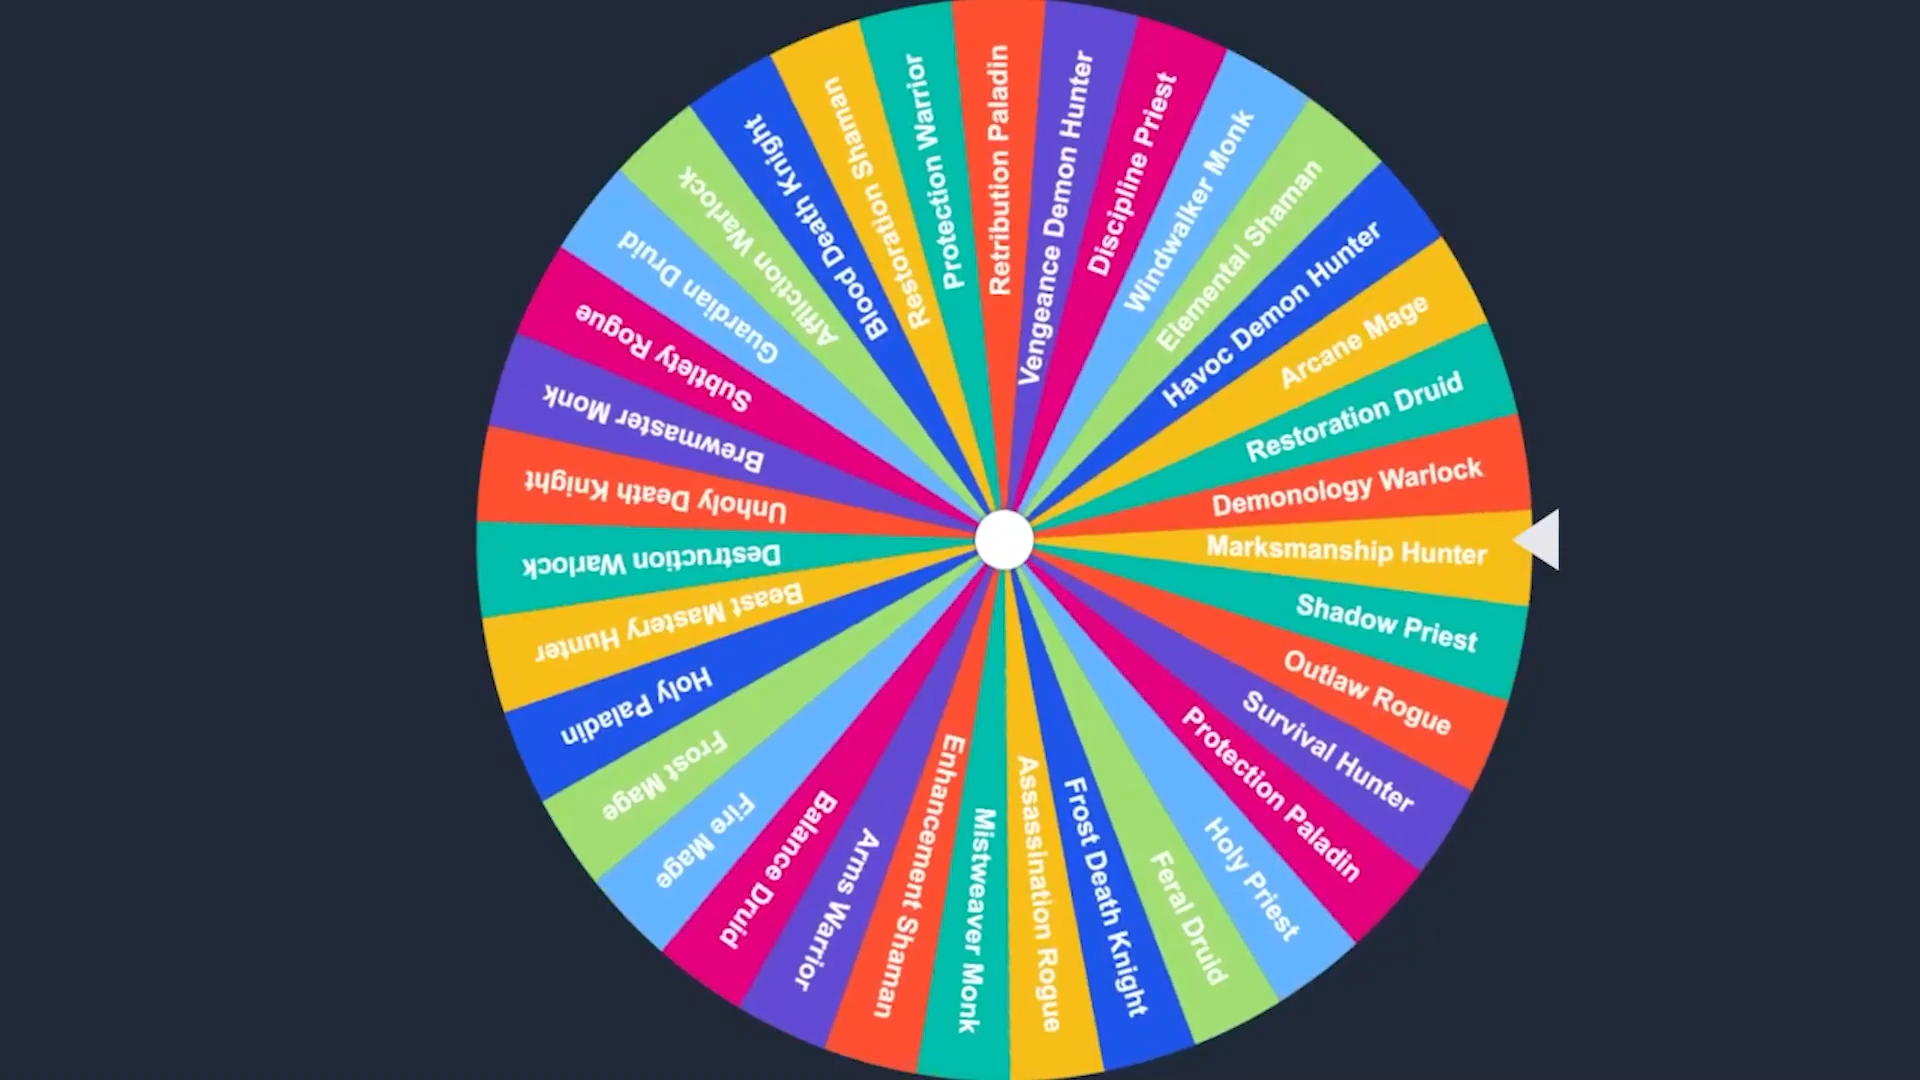 Retribution Paladin
Vengeance Demon Hunter
Discipline Priest
Windwalker Monk
Elemental Shaman
Havoc Demon Hunter
Arcane Mage
Restoration Druid
Demonology Warlock
Marksmanship Hunter
Shadow Priest
Outlaw Rogue
Survival Hunter
Protection Paladin
Holy Priest
Feral Druid
Frost Death Knight
Assassination Rogue
Mistweaver Monk
Enhancement Shaman
Arms Warrior
Balance Druid
Fire Mage
Frost Mage
Holy Paladin
Beast Mastery Hunter
Destruction Warlock
Unholy Death Knight
Brewmaster Monk
Subtlety Rogue
Guardian Druid
Affliction Warlock
Blood Death Knight
Restoration Shaman
Protection Warrior